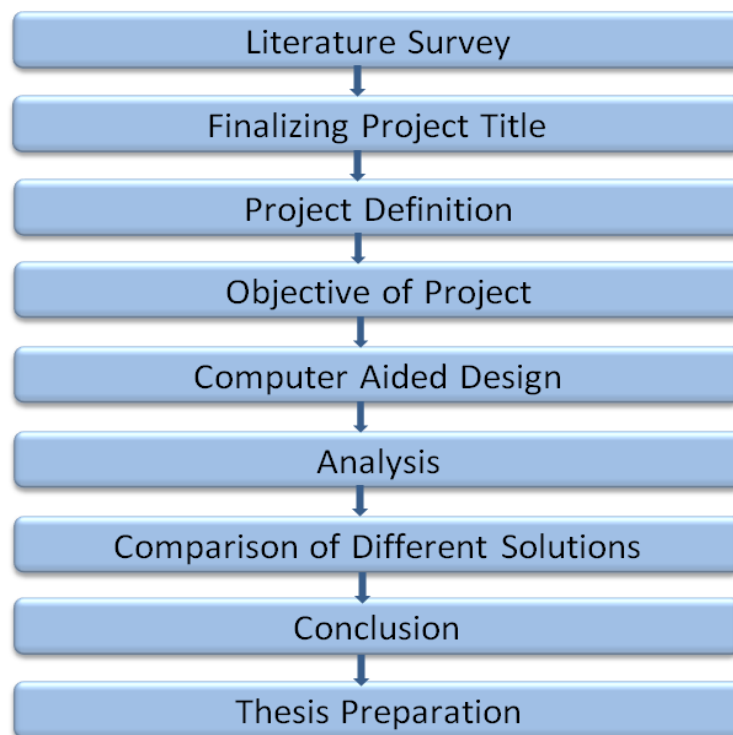 Literature Survey
Finalizing Project Title
Project Definition
Objective of Project
Computer Aided Design
Analysis
Comparison of Different Solutions
Conclusion
Thesis Preparation